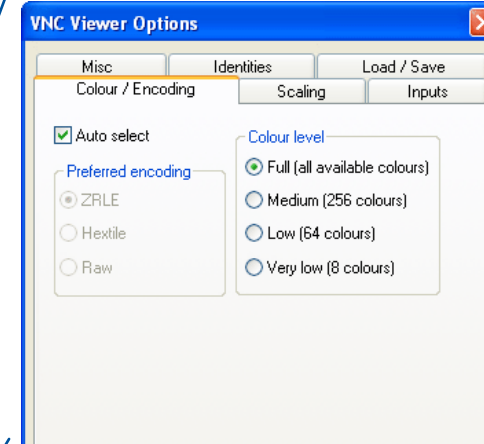 VNC Viewer Options
Misc
Identities
Load / Save
Colour / Encoding
Scaling
Inputs
Auto select
Preferred encoding
ZRLE
Hextile
Raw
Colour level
Full (all available colours)
Medium (256 colours)
Low (64 colours)
Very low (8 colours)